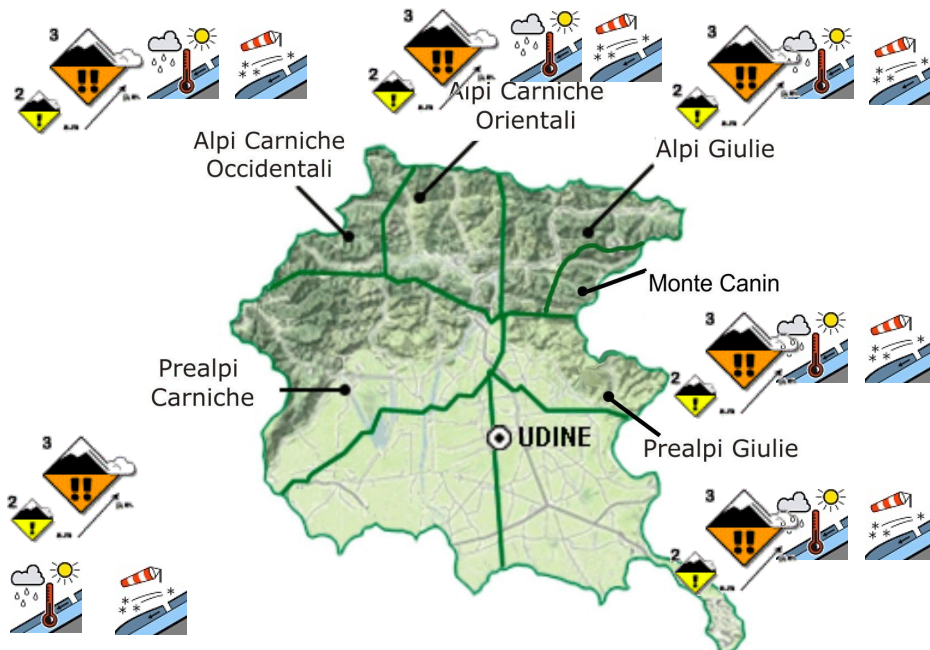 3
2
3
2
3
2
Alpi Carniche
Orientali
Alpi Carniche
Occidentali
Alpi Giulie
Monte Canin
3
2
Prealpi
Carniche
UDINE
Prealpi Giulie
3
2
3
2